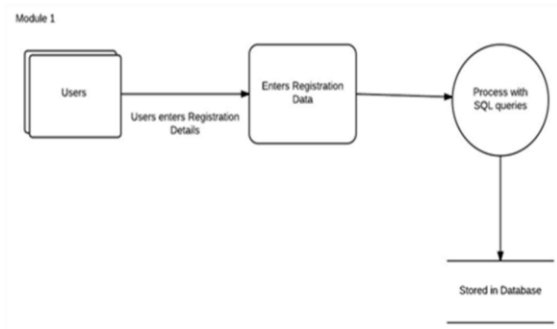 Module 1
Users
Users enters Registration
Details
Enters Registration
Data
Process with
SQL queries
Stored in Database